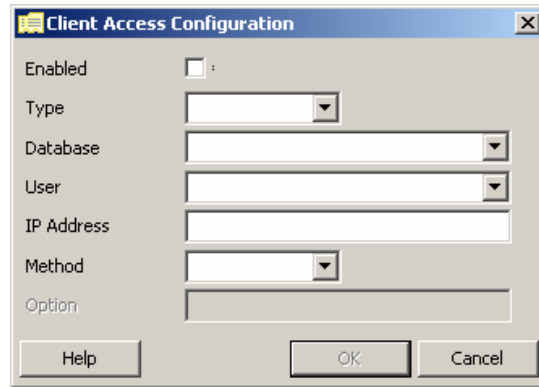 Client Access Configuration
Enabled
Type
Database
User
IP Address
Method
Option
Help OK Cancel